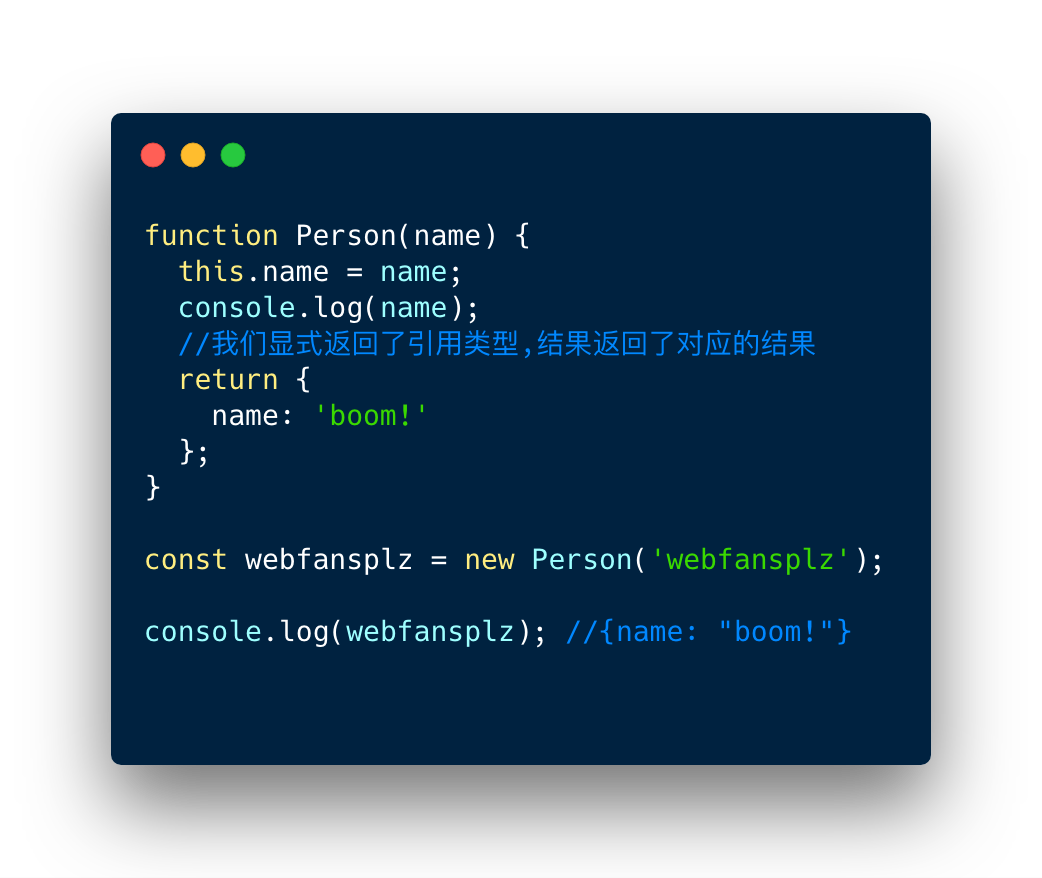 function Person(name) {
  this.name = name;
  console.log(name);
  //我们显式返回了引用类型,结果返回了对应的结果
  return {
    name: 'boom!'
  };
}
const webfansplz = new Person('webfansplz');
console.log(webfansplz); //{name: "boom!"}